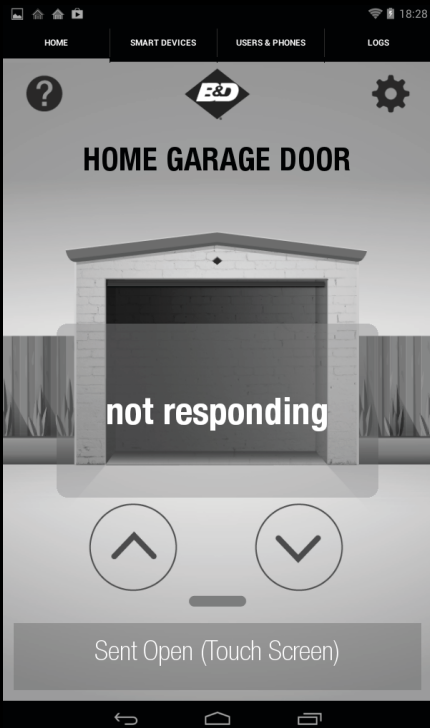 18:28
HOME
SMART DEVICES
USERS & PHONES
LOGS
?
B&D
HOME GARAGE DOOR
not responding
Sent Open (Touch Screen)